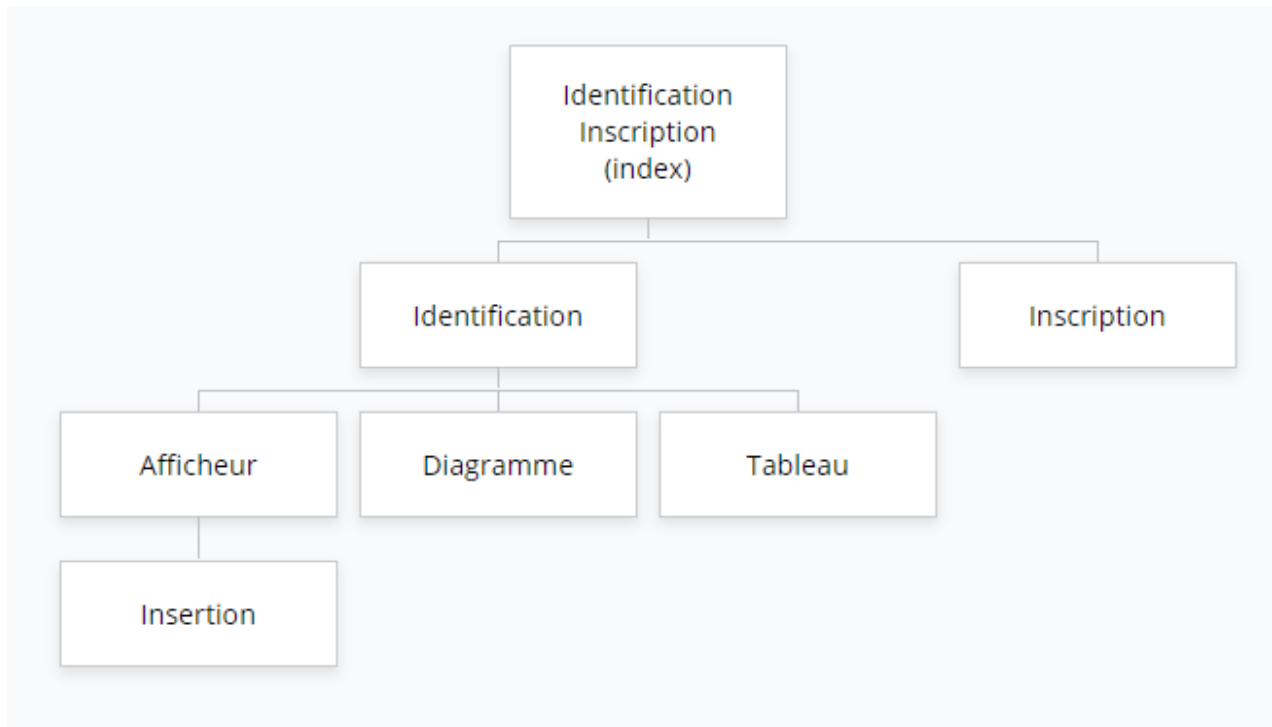 Identification
Inscription
(index)
Identification
Inscription
Afficheur
Diagramme
Tableau
Insertion